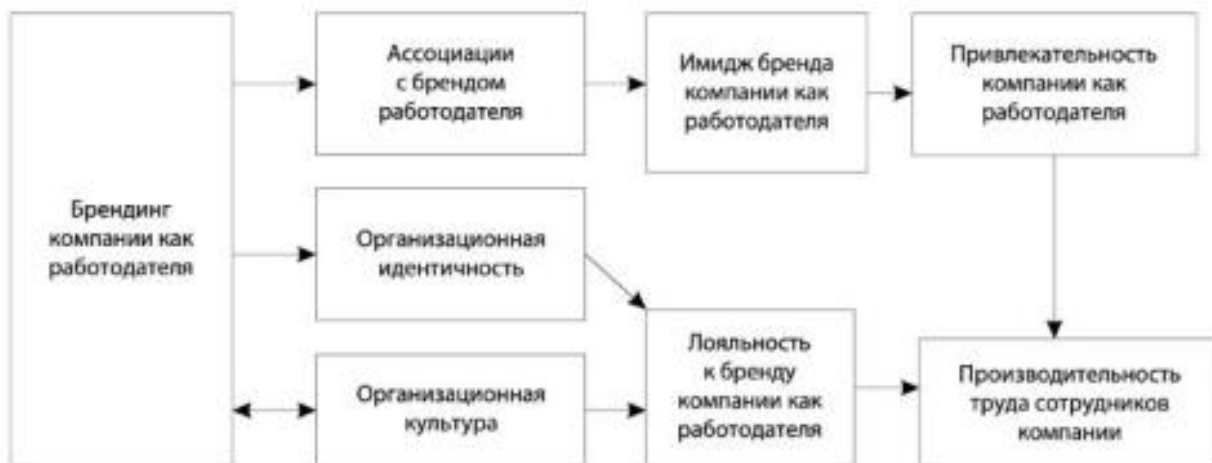 Брендинг
компании как
работодателя
Ассоциации
с брендом
работодателя
Имидж бренда
компании как
работодателя
Привлекательность
компании как
работодателя
Организационная
идентичность
Организационная
культура
Лояльность
к бренду
компании как
работодателя
Производительность
труда сотрудников
компании